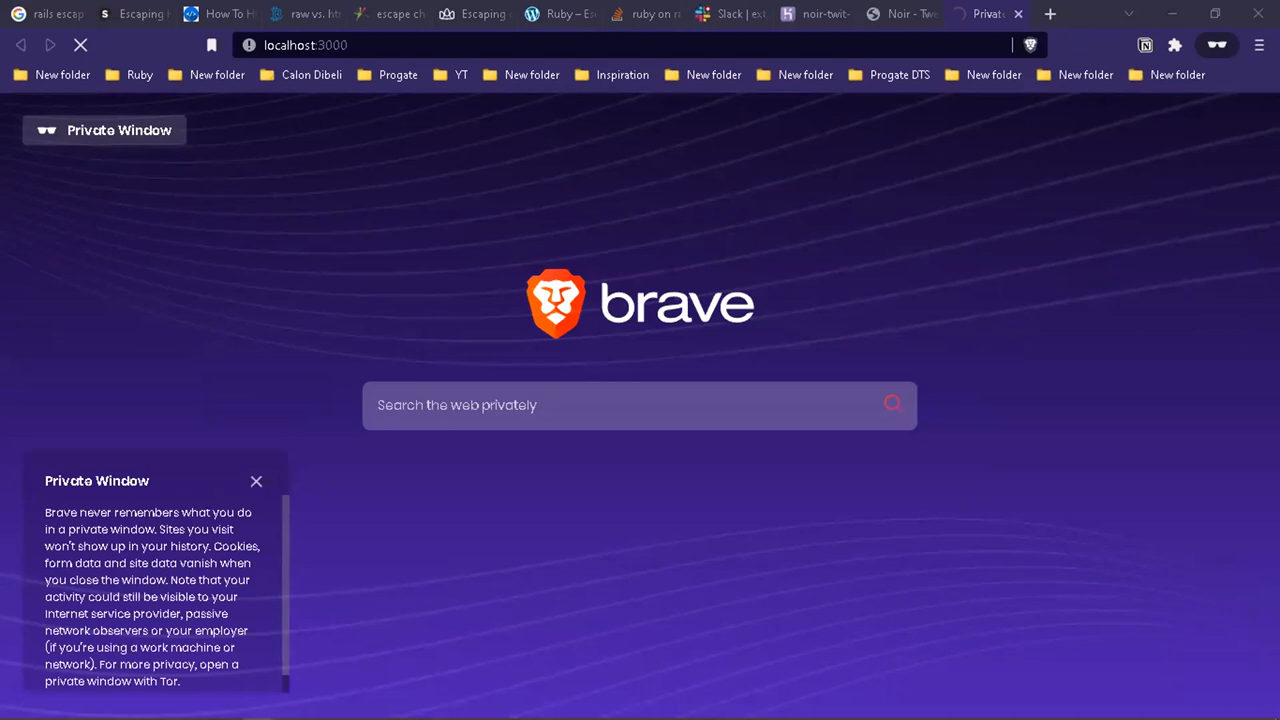 rails escap
Escaping h
How To Hi
raw vs. ht
escape ch
Escaping
Ruby – Es
ruby on r
Slack | ext
noir-twit-
Noir - Twe
Private
localhost:3000
New folder
Ruby
New folder
Calon Dibeli
Progate
YT
New folder
Inspiration
New folder
New folder
Progate DTS
New folder
New folder
New folder
Private Window
brave
Search the web privately
Private Window
Brave never remembers what you do
in a private window. Sites you visit
won't show up in your history. Cookies,
form data and site data vanish when
you close the window. Note that your
activity could still be visible to your
Internet service provider, passive
network observers or your employer
(if you're using a work machine or
network). For more privacy, open a
private window with Tor.